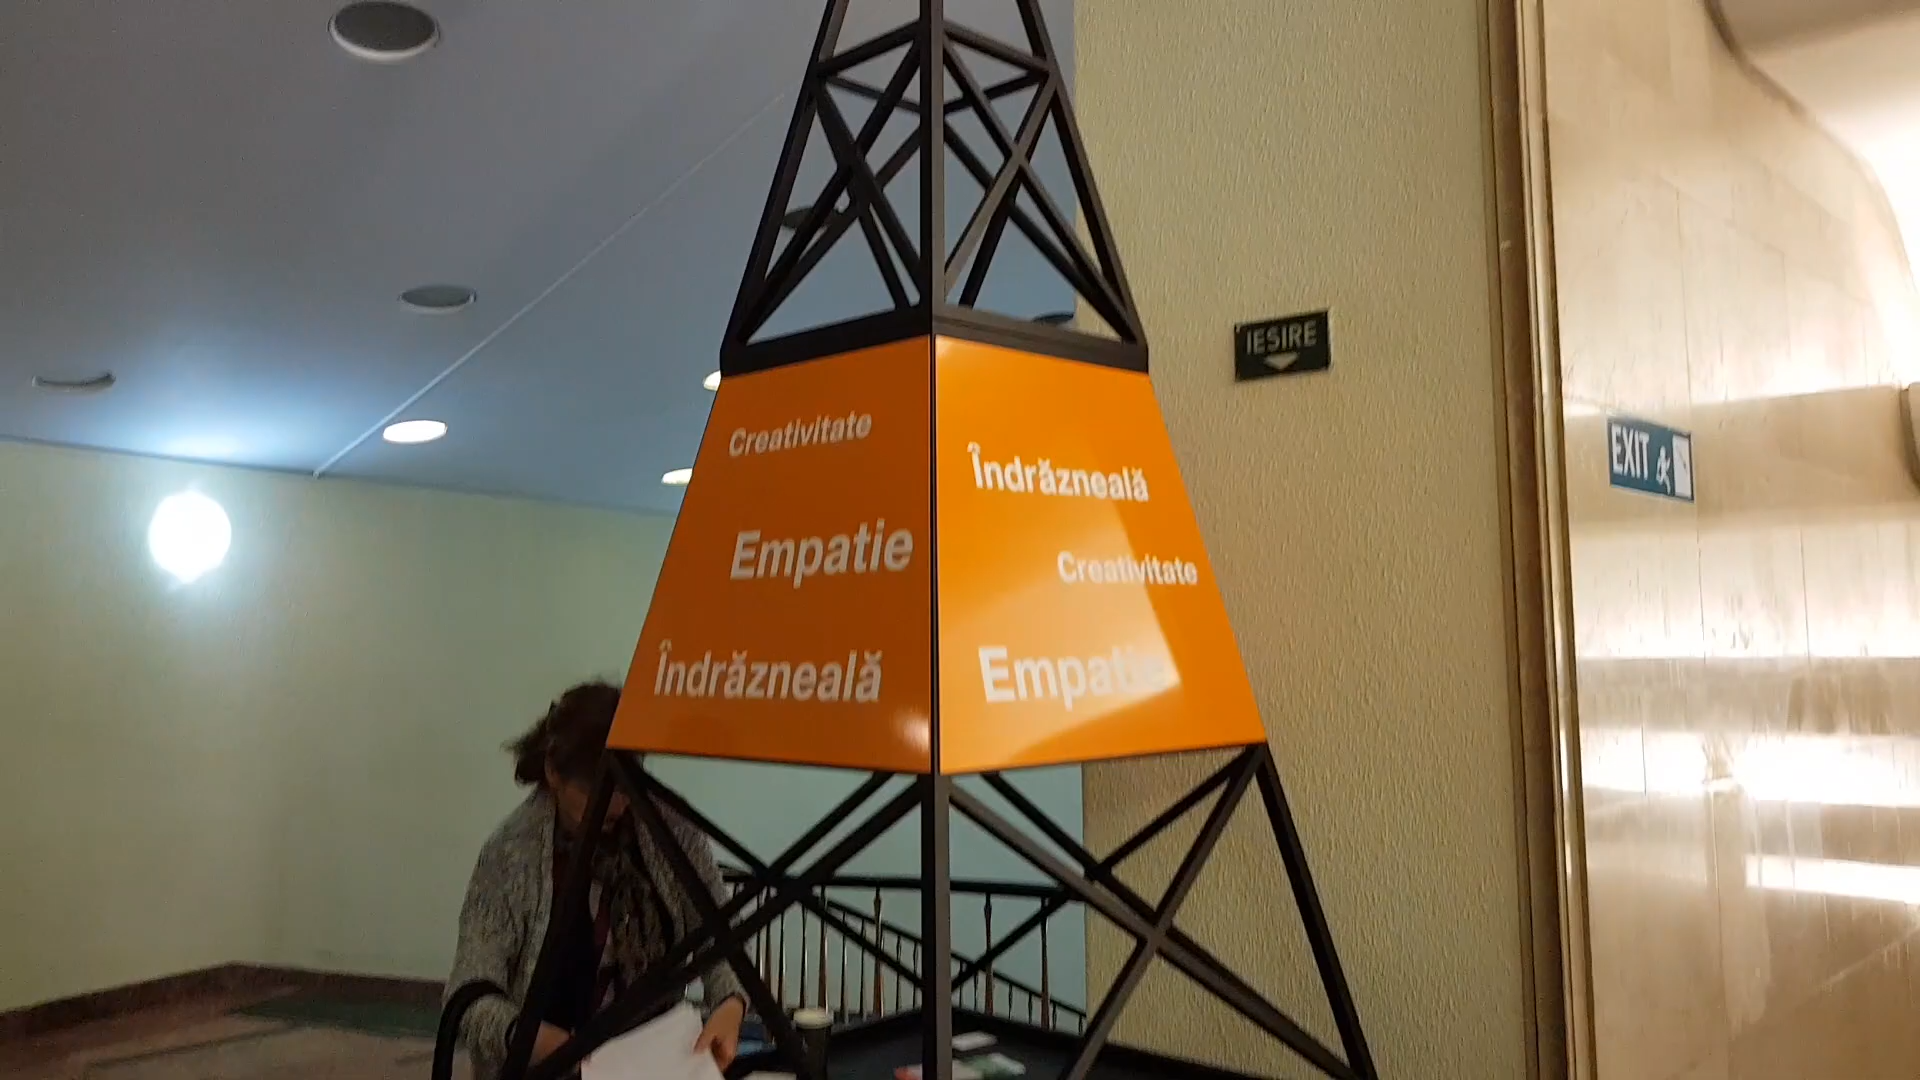 Creativitate
Empatie
Îndrăzneală
Îndrăzneală
Creativitate
Empatie
IESIRE
EXIT